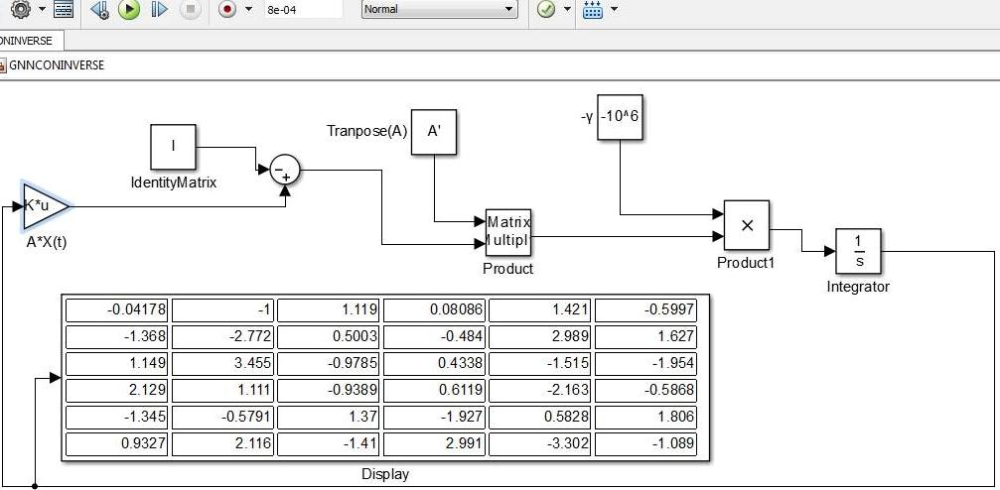 8e-04 Normal
ONINVERSE
GNNCONINVERSE
I
IdentityMatrix
Tranpose(A) A'
-γ -10^6
- +
K*u
A*X(t)
Matrix
Multipl
Product
×
Product1
1
s
Integrator
-0.04178 -1 1.119 0.08086 1.421 -0.5997
-1.368 -2.772 0.5003 -0.484 2.989 1.627
1.149 3.455 -0.9785 0.4338 -1.515 -1.954
2.129 1.111 -0.9389 0.6119 -2.163 -0.5868
-1.345 -0.5791 1.37 -1.927 0.5828 1.806
0.9327 2.116 -1.41 2.991 -3.302 -1.089
Display